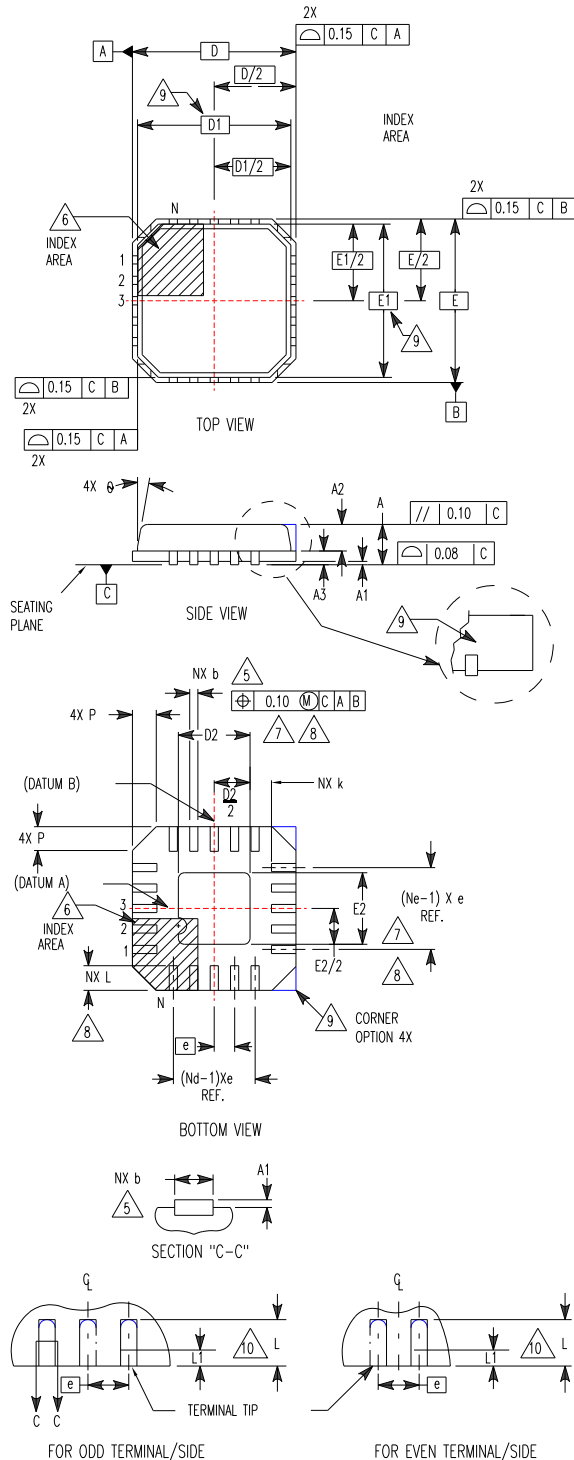 2X
0.15 C A
A
D
D/2
9
D1
INDEX
AREA
D1/2
2X
0.15 C B
N
6
INDEX
AREA
1
2
3
E1/2
E/2
E1
E
9
0.15 C B
2X
B
0.15 C A
2X
TOP VIEW
4X θ
A2
A
// 0.10 C
0.08 C
C
A3
A1
SEATING
PLANE
SIDE VIEW
9
NX b
5
0.10 M C A B
4X P
D2
7
8
(DATUM B)
D2
2
NX k
4X P
(DATUM A)
6
INDEX
AREA
3
2
1
E2
(Ne-1) X e
REF.
7
E2/2
8
NX L
8
N
9
CORNER
OPTION 4X
e
(Nd-1)Xe
REF.
BOTTOM VIEW
NX b
A1
5
SECTION "C-C"
CL
CL
L
10
L1
L
10
L1
e
e
C C
TERMINAL TIP
FOR ODD TERMINAL/SIDE
FOR EVEN TERMINAL/SIDE